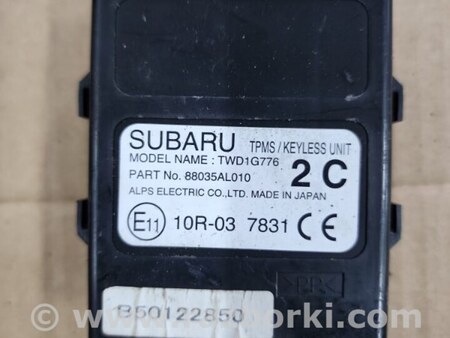 SUBARU TPMS / KEYLESS UNIT
MODEL NAME : TWD1G776
PART No. 88035AL010 2 C
ALPS ELECTRIC CO.,LTD. MADE IN JAPAN
E11 10R-03 7831 CE
B50122850